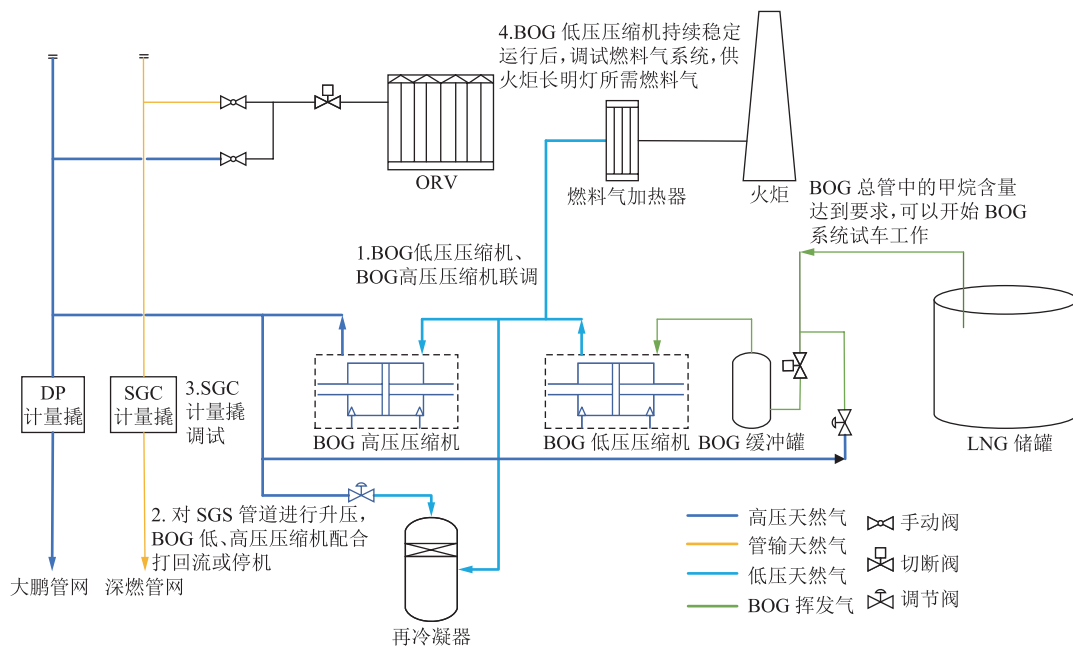 4.BOG 低压压缩机持续稳定
运行后,调试燃料气系统,供
火炬长明灯所需燃料气
ORV
燃料气加热器
火炬
BOG 总管中的甲烷含量
达到要求,可以开始 BOG
系统试车工作
1.BOG低压压缩机、
BOG高压压缩机联调
DP
计量撬
SGC
计量撬
3.SGC
计量撬
调试
BOG 高压压缩机
BOG 低压压缩机
BOG 缓冲罐
LNG 储罐
2. 对 SGS 管道进行升压,
BOG 低、高压压缩机配合
打回流或停机
大鹏管网
深燃管网
再冷凝器
高压天然气
管输天然气
低压天然气
BOG 挥发气
手动阀
切断阀
调节阀